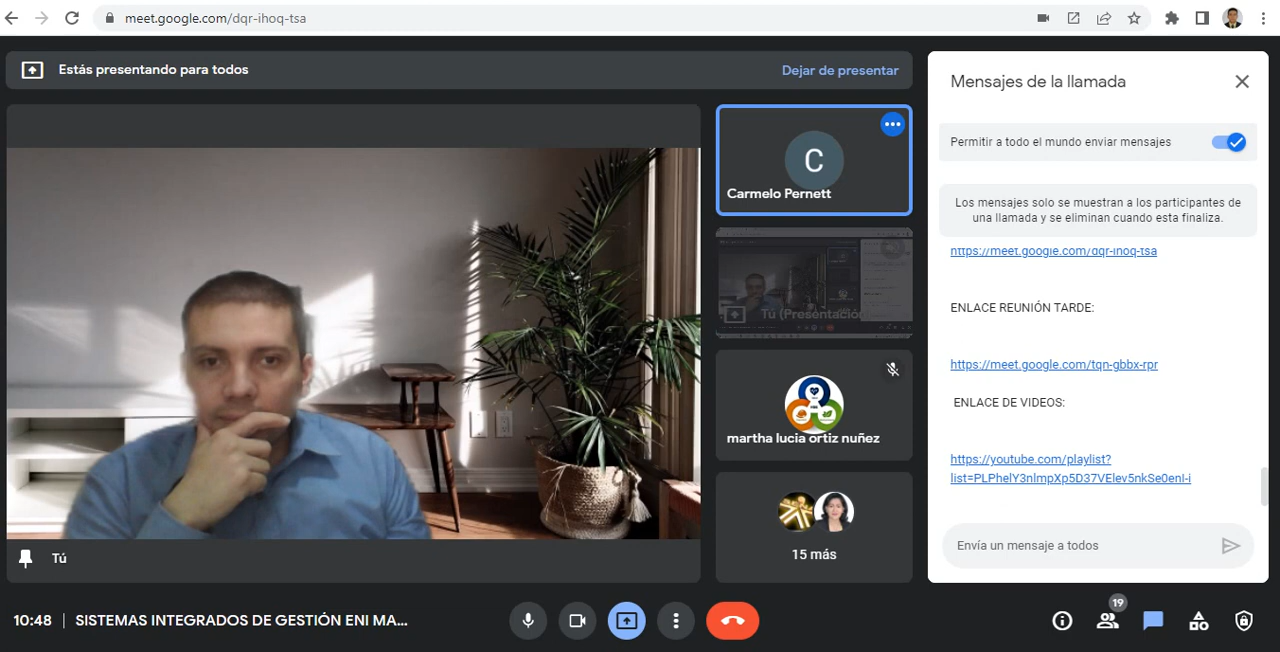 meet.google.com/dqr-ihoq-tsa
Estás presentando para todos
Dejar de presentar
C
Carmelo Pernett
Tú (Presentación
martha lucia ortiz nuñez
15 más
Tú
Mensajes de la llamada
Permitir a todo el mundo enviar mensajes
Los mensajes solo se muestran a los participantes de
una llamada y se eliminan cuando esta finaliza.
https://meet.google.com/dqr-ihoq-tsa
ENLACE REUNIÓN TARDE:
https://meet.google.com/tqn-gbbx-rpr
ENLACE DE VIDEOS:
https://youtube.com/playlist?
list=PLPhelY3nlmpXp5D37VElev5nkSe0enI-i
Envía un mensaje a todos
10:48
SISTEMAS INTEGRADOS DE GESTIÓN ENI MA...
19